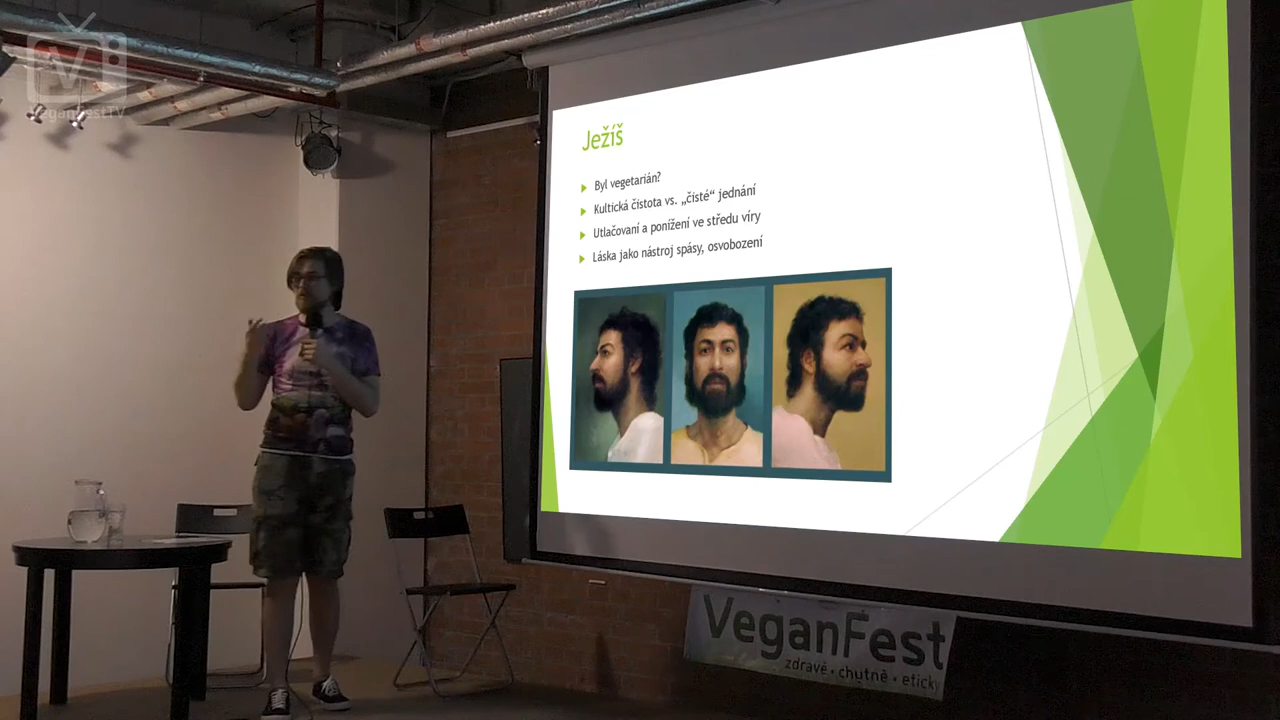 VeganFestTV
Ježíš
Byl vegetarián?
Kultická čistota vs. „čisté“ jednání
Utlačovaní a ponížení ve středu víry
Láska jako nástroj spásy, osvobození
VeganFest
zdravě • chutně • eticky